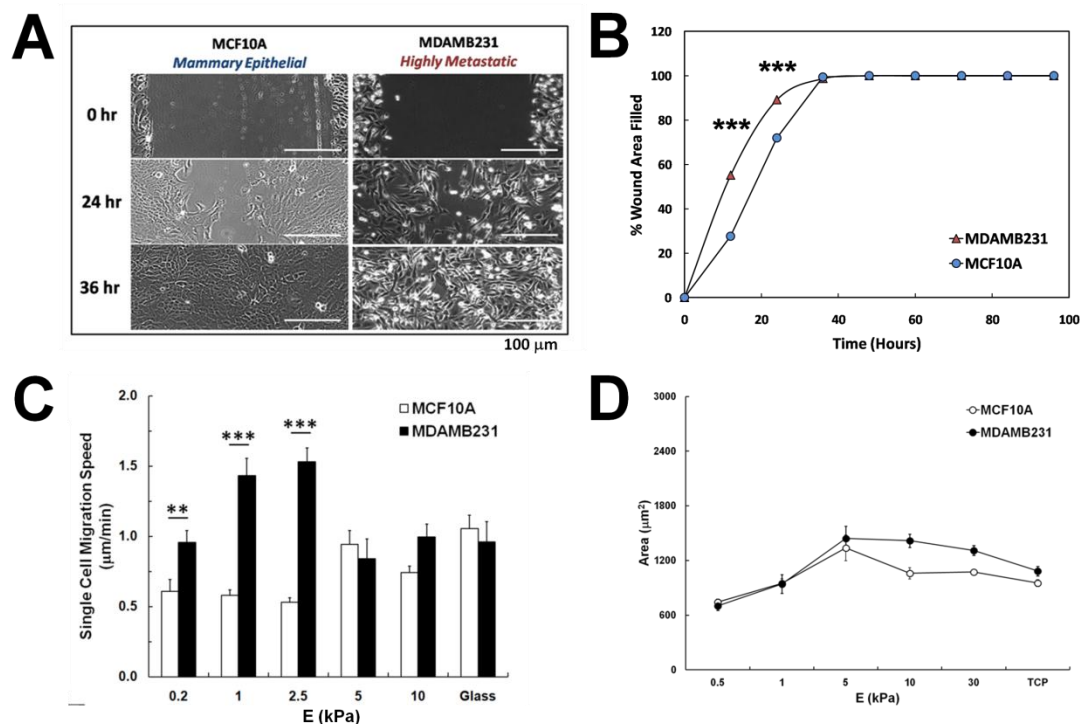 A
MCF10A
Mammary Epithelial
MDAMB231
Highly Metastatic
0 hr
24 hr
36 hr
100 μm
B
120
100
80
60
40
20
0
% Wound Area Filled
***
***
MDAMB231
MCF10A
0 20 40 60 80 100
Time (Hours)
C
2.0
1.5
1.0
0.5
0.0
Single Cell Migration Speed
(μm/min)
MCF10A
MDAMB231
**
***
***
0.2 1 2.5 5 10 Glass
E (kPa)
D
3000
2400
1800
1200
600
0
Area (μm²)
MCF10A
MDAMB231
0.5 1 5 10 30 TCP
E (kPa)